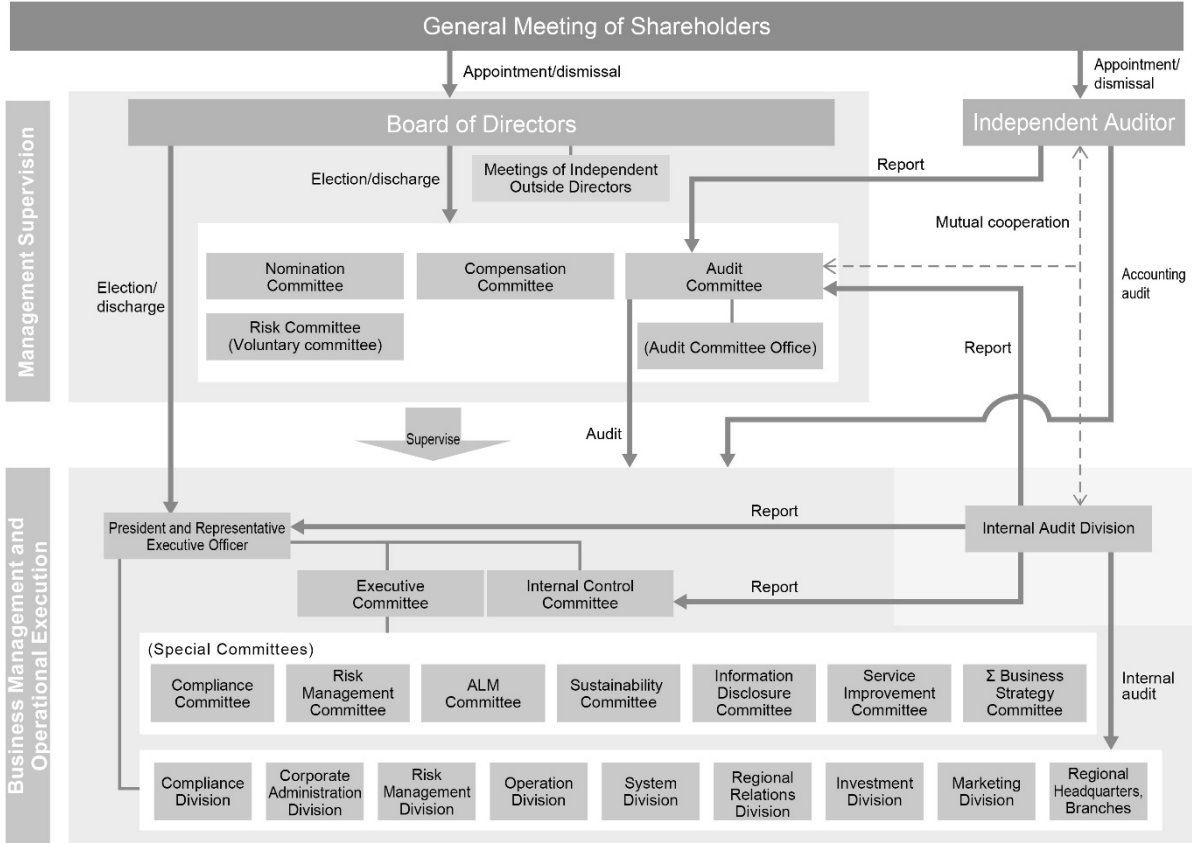 General Meeting of Shareholders
Appointment/dismissal
Appointment/
dismissal
Management Supervision
Board of Directors
Independent Auditor
Election/discharge
Meetings of Independent
Outside Directors
Report
Mutual cooperation
Nomination
Committee
Compensation
Committee
Audit
Committee
Election/
discharge
Accounting
audit
Risk Committee
(Voluntary committee)
(Audit Committee Office)
Report
Supervise
Audit
Business Management and
Operational Execution
President and Representative
Executive Officer
Report
Internal Audit Division
Executive
Committee
Internal Control
Committee
Report
(Special Committees)
Compliance
Committee
Risk
Management
Committee
ALM
Committee
Sustainability
Committee
Information
Disclosure
Committee
Service
Improvement
Committee
Σ Business
Strategy
Committee
Internal
audit
Compliance
Division
Corporate
Administration
Division
Risk
Management
Division
Operation
Division
System
Division
Regional
Relations
Division
Investment
Division
Marketing
Division
Regional
Headquarters,
Branches